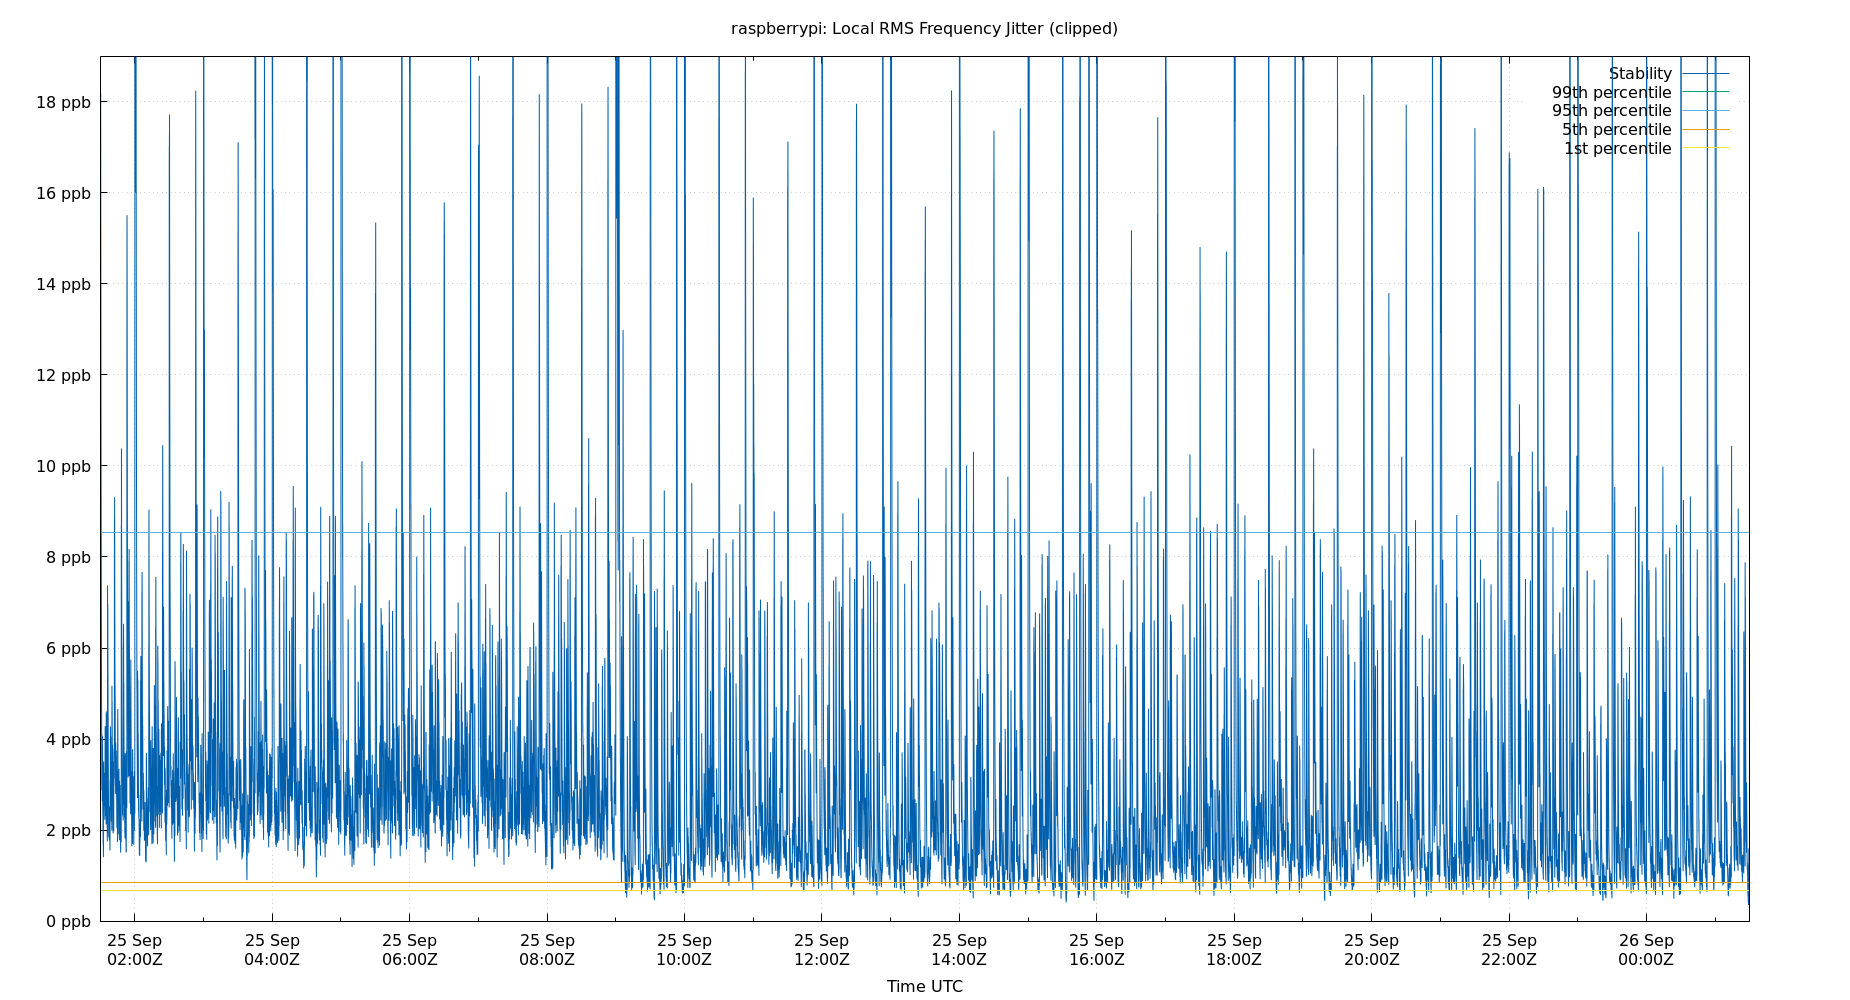 raspberrypi: Local RMS Frequency Jitter (clipped)
Stability
99th percentile
95th percentile
5th percentile
1st percentile
18 ppb
16 ppb
14 ppb
12 ppb
10 ppb
8 ppb
6 ppb
4 ppb
2 ppb
0 ppb
25 Sep 25 Sep 25 Sep 25 Sep 25 Sep 25 Sep 25 Sep 25 Sep 25 Sep 25 Sep 25 Sep 26 Sep
02:00Z 04:00Z 06:00Z 08:00Z 10:00Z 12:00Z 14:00Z 16:00Z 18:00Z 20:00Z 22:00Z 00:00Z
Time UTC